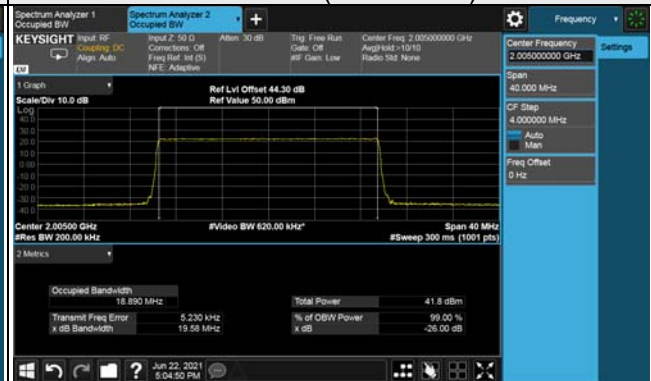 Spectrum Analyzer 1
Occupied BW
Spectrum Analyzer 2
Occupied BW
Frequency
KEYSIGHT
Input: RF
Coupling: DC
Align: Auto
Input Z: 50 Ω
Corrections: Off
Freq Ref: Int (S)
NFE: Adaptive
Atten: 30 dB
Trig: Free Run
Gate: Off
#IF Gain: Low
Center Freq: 2.005000000 GHz
Avg|Hold:>10/10
Radio Std: None
Center Frequency
2.005000000 GHz
Settings
Span
40.000 MHz
CF Step
4.000000 MHz
Auto
Man
Freq Offset
0 Hz
1 Graph
Scale/Div 10.0 dB
Ref Lvl Offset 44.30 dB
Ref Value 50.00 dBm
Log
40.0
30.0
20.0
10.0
0.00
-10.0
-20.0
-30.0
-40.0
Center 2.00500 GHz
#Res BW 200.00 kHz
#Video BW 620.00 kHz*
Span 40 MHz
#Sweep 300 ms (1001 pts)
2 Metrics
Occupied Bandwidth
18.890 MHz
Total Power 41.8 dBm
Transmit Freq Error 5.230 kHz
% of OBW Power 99.00 %
x dB Bandwidth 19.58 MHz
x dB -26.00 dB
Jun 22, 2021
5:04:50 PM